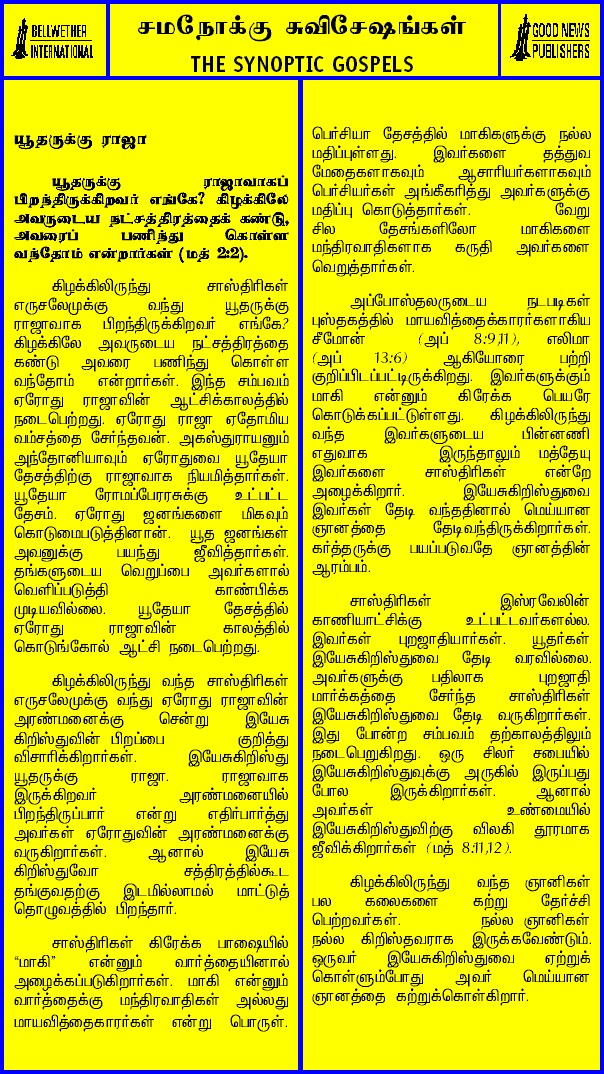 BELLWETHER
INTERNATIONAL
சமநோக்கு சுவிசேஷங்கள்
THE SYNOPTIC GOSPELS
GOOD NEWS
PUBLISHERS
யூதருக்கு ராஜா
யூதருக்கு ராஜாவாகப்
பிறந்திருக்கிறவர் எங்கே? கிழக்கிலே
அவருடைய நட்சத்திரத்தைக் கண்டு,
அவரைப் பணிந்து கொள்ள
வந்தோம் என்றார்கள் (மத் 2:2).
கிழக்கிலிருந்து சாஸ்திரிகள்
எருசலேமுக்கு வந்து யூதருக்கு
ராஜாவாக பிறந்திருக்கிறவர் எங்கே?
கிழக்கிலே அவருடைய நட்சத்திரத்தை
கண்டு அவரை பணிந்து கொள்ள
வந்தோம் என்றார்கள். இந்த சம்பவம்
ஏரோது ராஜாவின் ஆட்சிக்காலத்தில்
நடைபெற்றது. ஏரோது ராஜா ஏதோமிய
வம்சத்தை சேர்ந்தவன். அகஸ்துராயனும்
அந்தோனியாவும் ஏரோதுவை யூதேயா
தேசத்திற்கு ராஜாவாக நியமித்தார்கள்.
யூதேயா ரோமப்பேரரசுக்கு உட்பட்ட
தேசம். ஏரோது ஜனங்களை மிகவும்
கொடுமைபடுத்தினான். யூத ஜனங்கள்
அவனுக்கு பயந்து ஜீவித்தார்கள்.
தங்களுடைய வெறுப்பை அவர்களால்
வெளிப்படுத்தி காண்பிக்க
முடியவில்லை. யூதேயா தேசத்தில்
ஏரோது ராஜாவின் காலத்தில்
கொடுங்கோல் ஆட்சி நடைபெற்றது.
கிழக்கிலிருந்து வந்த சாஸ்திரிகள்
எருசலேமுக்கு வந்து ஏரோது ராஜாவின்
அரண்மனைக்கு சென்று இயேசு
கிறிஸ்துவின் பிறப்பை குறித்து
விசாரிக்கிறார்கள். இயேசுகிறிஸ்து
யூதருக்கு ராஜா. ராஜாவாக
இருக்கிறவர் அரண்மனையில்
பிறந்திருப்பார் என்று எதிர்பார்த்து
அவர்கள் ஏரோதுவின் அரண்மனைக்கு
வருகிறார்கள். ஆனால் இயேசு
கிறிஸ்துவோ சத்திரத்தில்கூட
தங்குவதற்கு இடமில்லாமல் மாட்டுத்
தொழுவத்தில் பிறந்தார்.
சாஸ்திரிகள் கிரேக்க பாஷையில்
“மாகி” என்னும் வார்த்தையினால்
அழைக்கப்படுகிறார்கள். மாகி என்னும்
வார்த்தைக்கு மந்திரவாதிகள் அல்லது
மாயவித்தைகாரர்கள் என்று பொருள்.
பெர்சியா தேசத்தில் மாகிகளுக்கு நல்ல
மதிப்புள்ளது. இவர்களை தத்துவ
மேதைகளாகவும் ஆசாரியர்களாகவும்
பெர்சியர்கள் அங்கீகரித்து அவர்களுக்கு
மதிப்பு கொடுத்தார்கள். வேறு
சில தேசங்களிலோ மாகிகளை
மந்திரவாதிகளாக கருதி அவர்களை
வெறுத்தார்கள்.
அப்போஸ்தலருடைய நடபடிகள்
புஸ்தகத்தில் மாயவித்தைக்காரர்களாகிய
சீமோன் (அப் 8:9,11), எலிமா
(அப் 13:6) ஆகியோரை பற்றி
குறிப்பிடப்பட்டிருக்கிறது. இவர்களுக்கும்
மாகி என்னும் கிரேக்க பெயரே
கொடுக்கப்பட்டுள்ளது. கிழக்கிலிருந்து
வந்த இவர்களுடைய பின்னணி
எதுவாக இருந்தாலும் மத்தேயு
இவர்களை சாஸ்திரிகள் என்றே
அழைக்கிறார். இயேசுகிறிஸ்துவை
இவர்கள் தேடி வந்ததினால் மெய்யான
ஞானத்தை தேடிவந்திருக்கிறார்கள்.
கர்த்தருக்கு பயப்படுவதே ஞானத்தின்
ஆரம்பம்.
சாஸ்திரிகள் இஸ்ரவேலின்
காணியாட்சிக்கு உட்பட்டவர்களல்ல.
இவர்கள் புறஜாதியார்கள். யூதர்கள்
இயேசுகிறிஸ்துவை தேடி வரவில்லை.
அவர்களுக்கு பதிலாக புறஜாதி
மார்க்கத்தை சேர்ந்த சாஸ்திரிகள்
இயேசுகிறிஸ்துவை தேடி வருகிறார்கள்.
இது போன்ற சம்பவம் தற்காலத்திலும்
நடைபெறுகிறது. ஒரு சிலர் சபையில்
இயேசுகிறிஸ்துவுக்கு அருகில் இருப்பது
போல இருக்கிறார்கள். ஆனால்
அவர்கள் உண்மையில்
இயேசுகிறிஸ்துவிற்கு விலகி தூரமாக
ஜீவிக்கிறார்கள் (மத் 8:11,12).
கிழக்கிலிருந்து வந்த ஞானிகள்
பல கலைகளை கற்று தேர்ச்சி
பெற்றவர்கள். நல்ல ஞானிகள்
நல்ல கிறிஸ்தவராக இருக்கவேண்டும்.
ஒருவர் இயேசுகிறிஸ்துவை ஏற்றுக்
கொள்ளும்போது அவர் மெய்யான
ஞானத்தை கற்றுக்கொள்கிறார்.